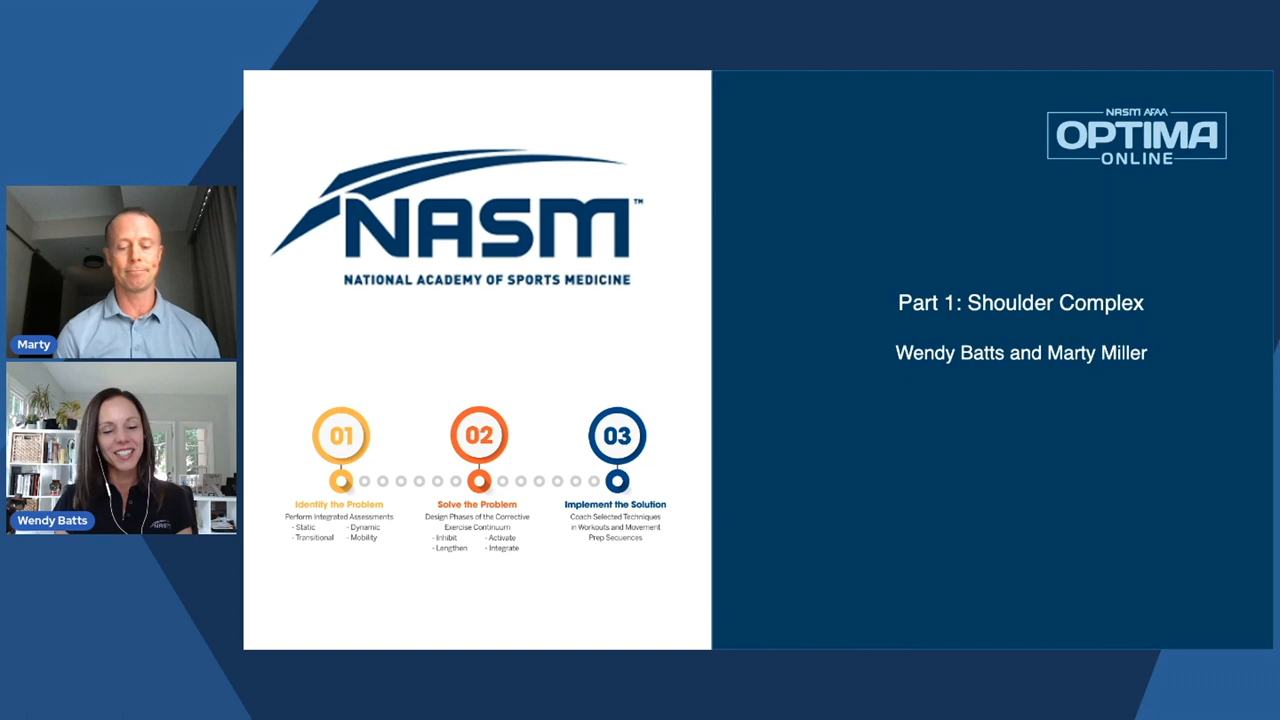 Marty
Wendy Batts
NASM™
NATIONAL ACADEMY OF SPORTS MEDICINE
01
Identify the Problem
Perform Integrated Assessments
- Static - Dynamic
- Transitional - Mobility
02
Solve the Problem
Design Phases of the Corrective
Exercise Continuum
- Inhibit - Activate
- Lengthen - Integrate
03
Implement the Solution
Coach Selected Techniques
in Workouts and Movement
Prep Sequences
NASM AFAA
OPTIMA
ONLINE
Part 1: Shoulder Complex
Wendy Batts and Marty Miller
NASM